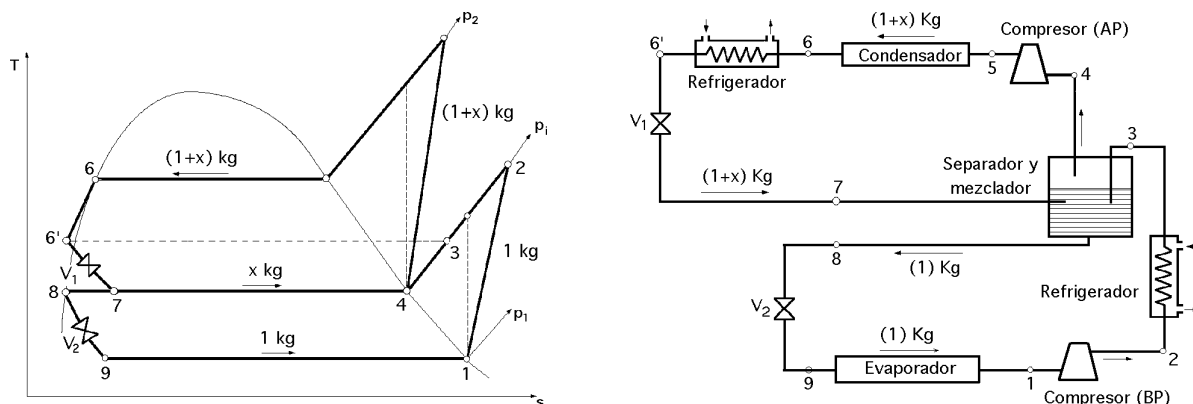 T
p2
(1+x) kg
6
(1+x) kg
pi
2
6'
3
1 kg
V1
x kg
8
7
4
V2
p1
1 kg
9
1
s
(1+x) Kg
Compresor (AP)
6'
6
Condensador
5
Refrigerador
4
V1
3
Separador y
mezclador
(1+x) Kg
7
8
(1) Kg
Refrigerador
V2
(1) Kg
2
Evaporador
9
1
Compresor (BP)